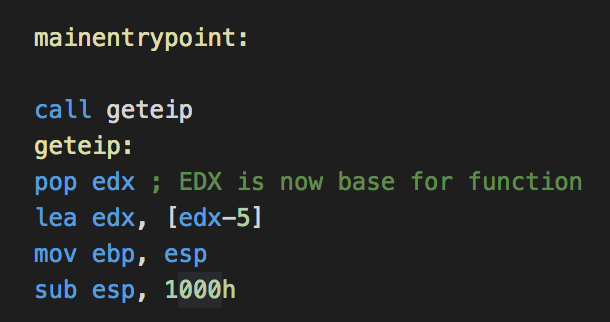 mainentrypoint:
call geteip
geteip:
pop edx ; EDX is now base for function
lea edx, [edx-5]
mov ebp, esp
sub esp, 1000h